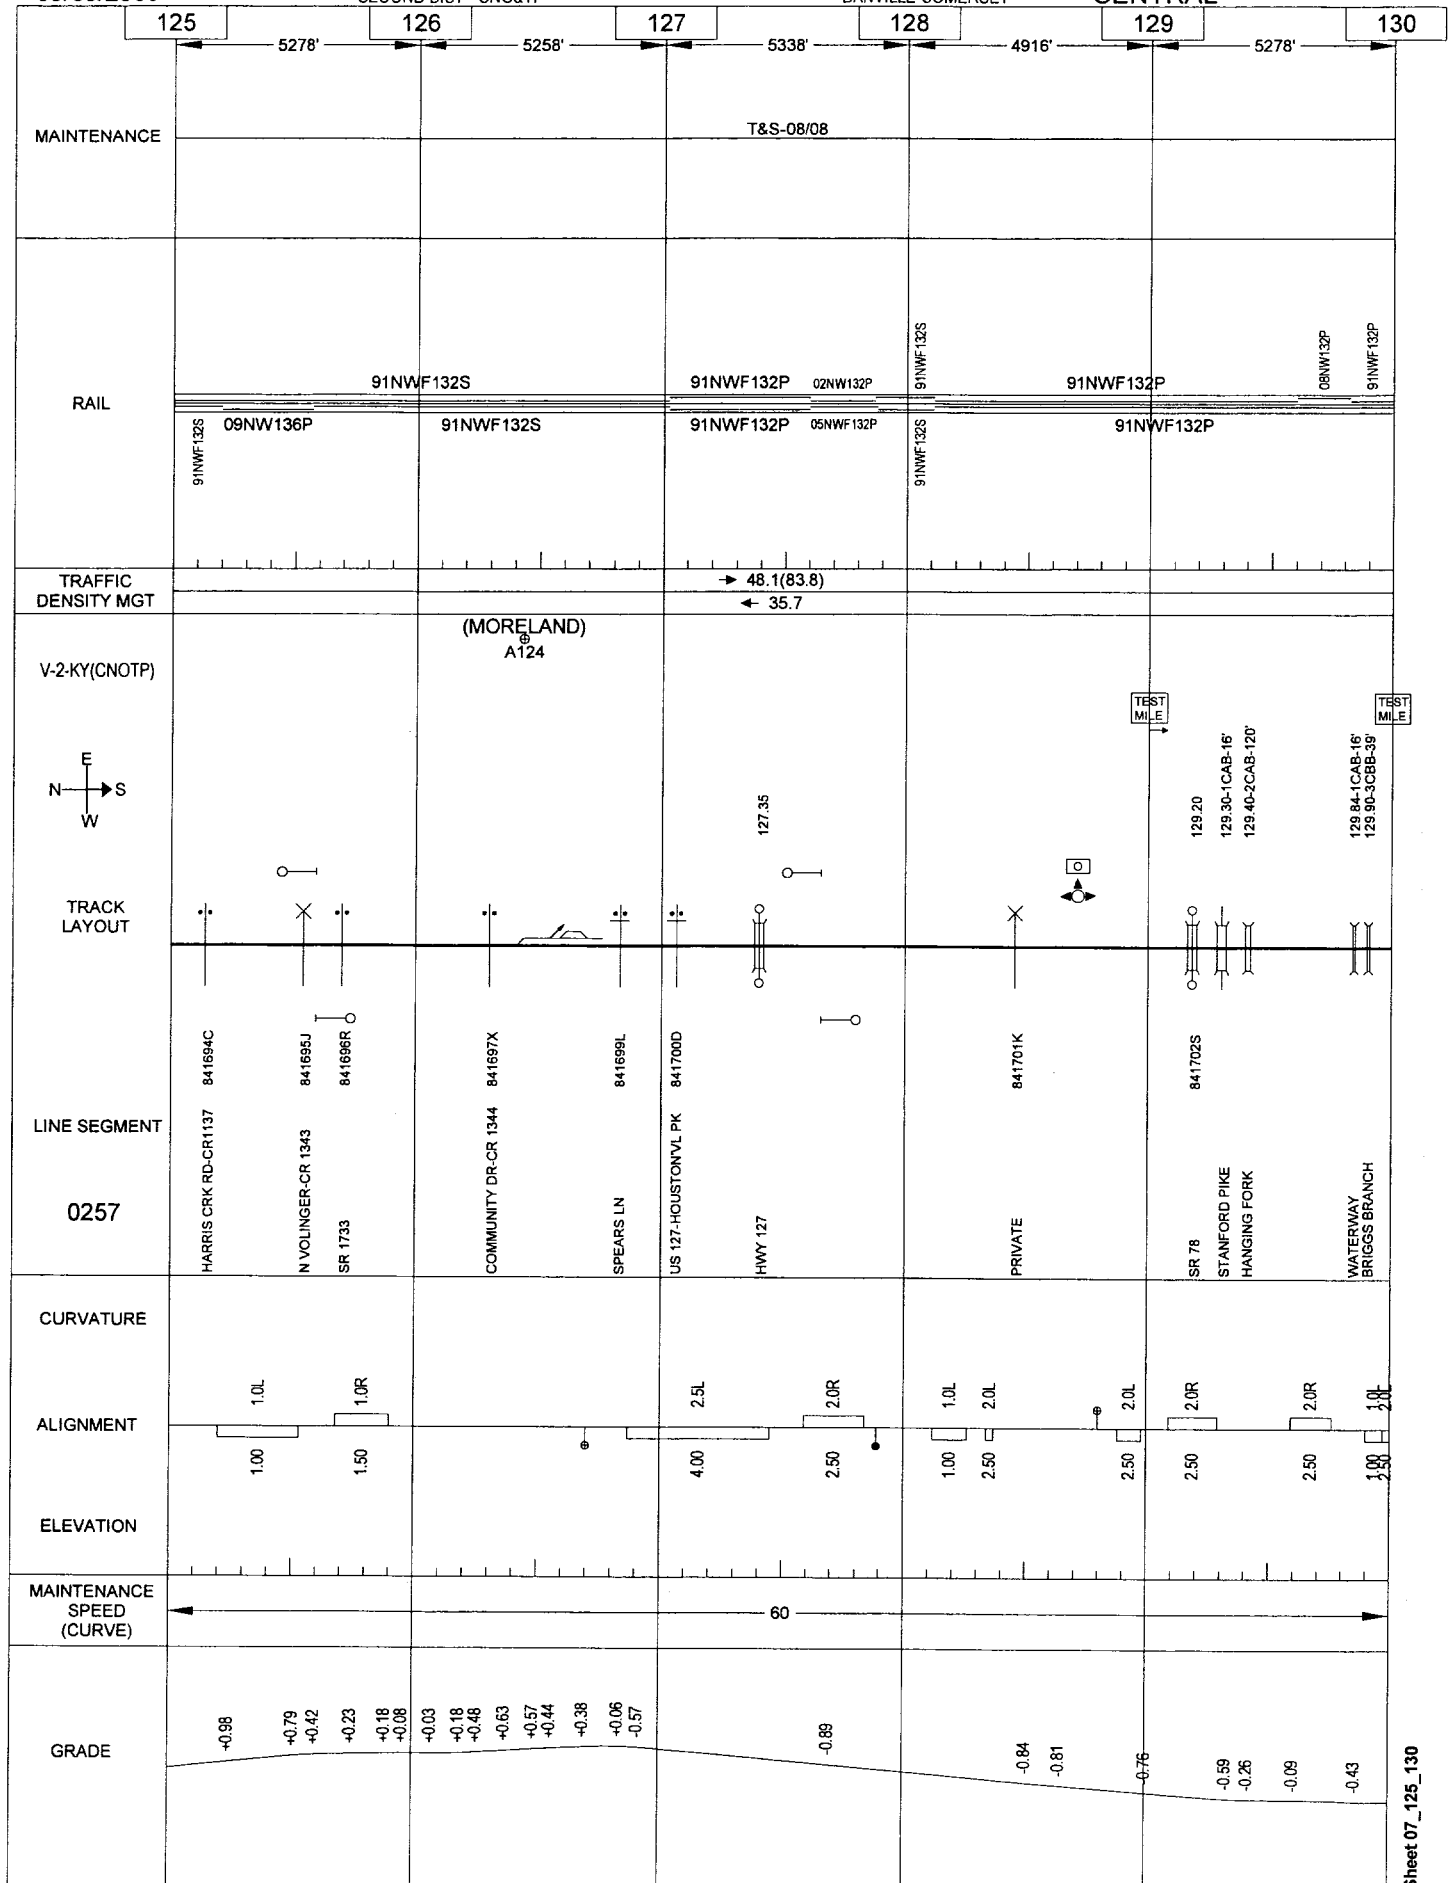 CENTRAL
125 126 127 128 129 130
5278' 5258' 5338' 4916' 5278'
MAINTENANCE
T&S-08/08
RAIL
91NWF132S 91NWF132P 02NW132P 91NWF132S 91NWF132P 08NW132P 91NWF132P
91NWF132S 09NW136P 91NWF132S 91NWF132P 05NWF132P 91NWF132S 91NWF132P
TRAFFIC
DENSITY MGT
48.1(83.8)
35.7
(MORELAND)
A124
V-2-KY(CNOTP)
TEST
MILE
TEST
MILE
E
N S
W
127.35
129.20
129.30-1CAB-16'
129.40-2CAB-120'
129.84-1CAB-16'
129.90-3CBB-39'
TRACK
LAYOUT
LINE SEGMENT
0257
HARRIS CRK RD-CR1137 841694C
N VOLINGER-CR 1343 841695J
SR 1733 841696R
COMMUNITY DR-CR 1344 841697X
SPEARS LN 841699L
US 127-HOUSTON'VL PK 841700D
HWY 127
PRIVATE 841701K
SR 78 841702S
STANFORD PIKE
HANGING FORK
WATERWAY
BRIGGS BRANCH
CURVATURE
1.0L 1.0R 2.5L 2.0R 1.0L 2.0L 2.0L 2.0R 2.0R 1.0L 2.0L
ALIGNMENT
1.00 1.50 4.00 2.50 1.00 2.50 2.50 2.50 2.50 1.00 2.50
ELEVATION
MAINTENANCE
SPEED
(CURVE)
60
GRADE
+0.98 +0.79 +0.42 +0.23 +0.18 +0.08 +0.03 +0.18 +0.48 +0.63 +0.57 +0.44 +0.38 +0.06 -0.57 -0.89 -0.84 -0.81 -0.76 -0.59 -0.26 -0.09 -0.43
Sheet 07_125_130